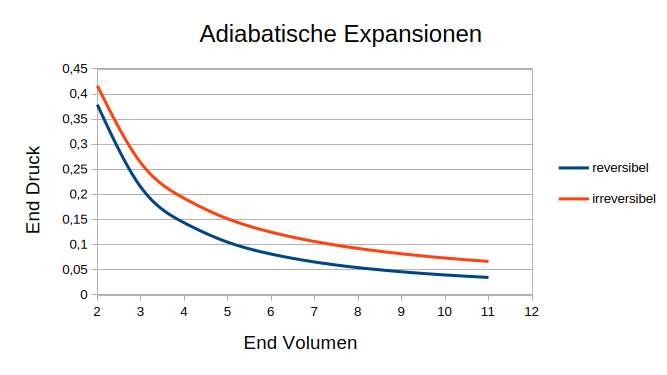 Adiabatische Expansionen
End Druck
0,45
0,4
0,35
0,3
0,25
0,2
0,15
0,1
0,05
0
2 3 4 5 6 7 8 9 10 11 12
End Volumen
reversibel
irreversibel